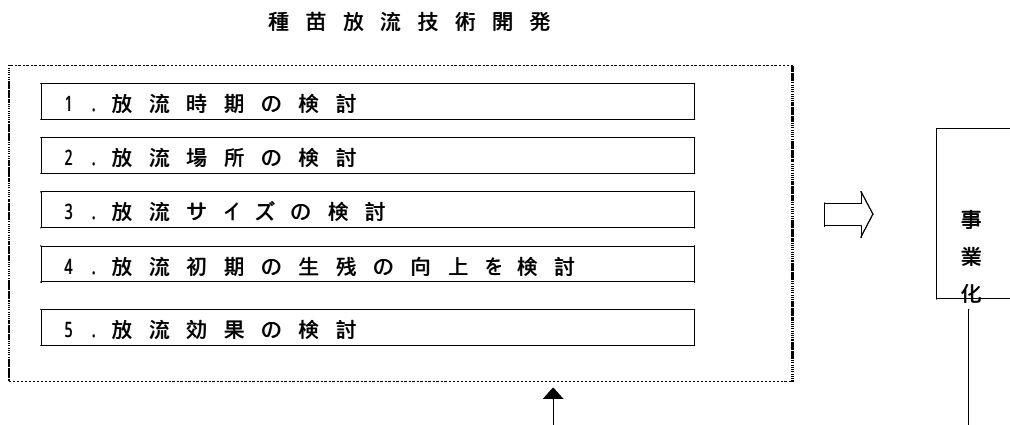 種苗放流技術開発
1.放流時期の検討
2.放流場所の検討
3.放流サイズの検討
4.放流初期の生残の向上を検討
5.放流効果の検討
事業化